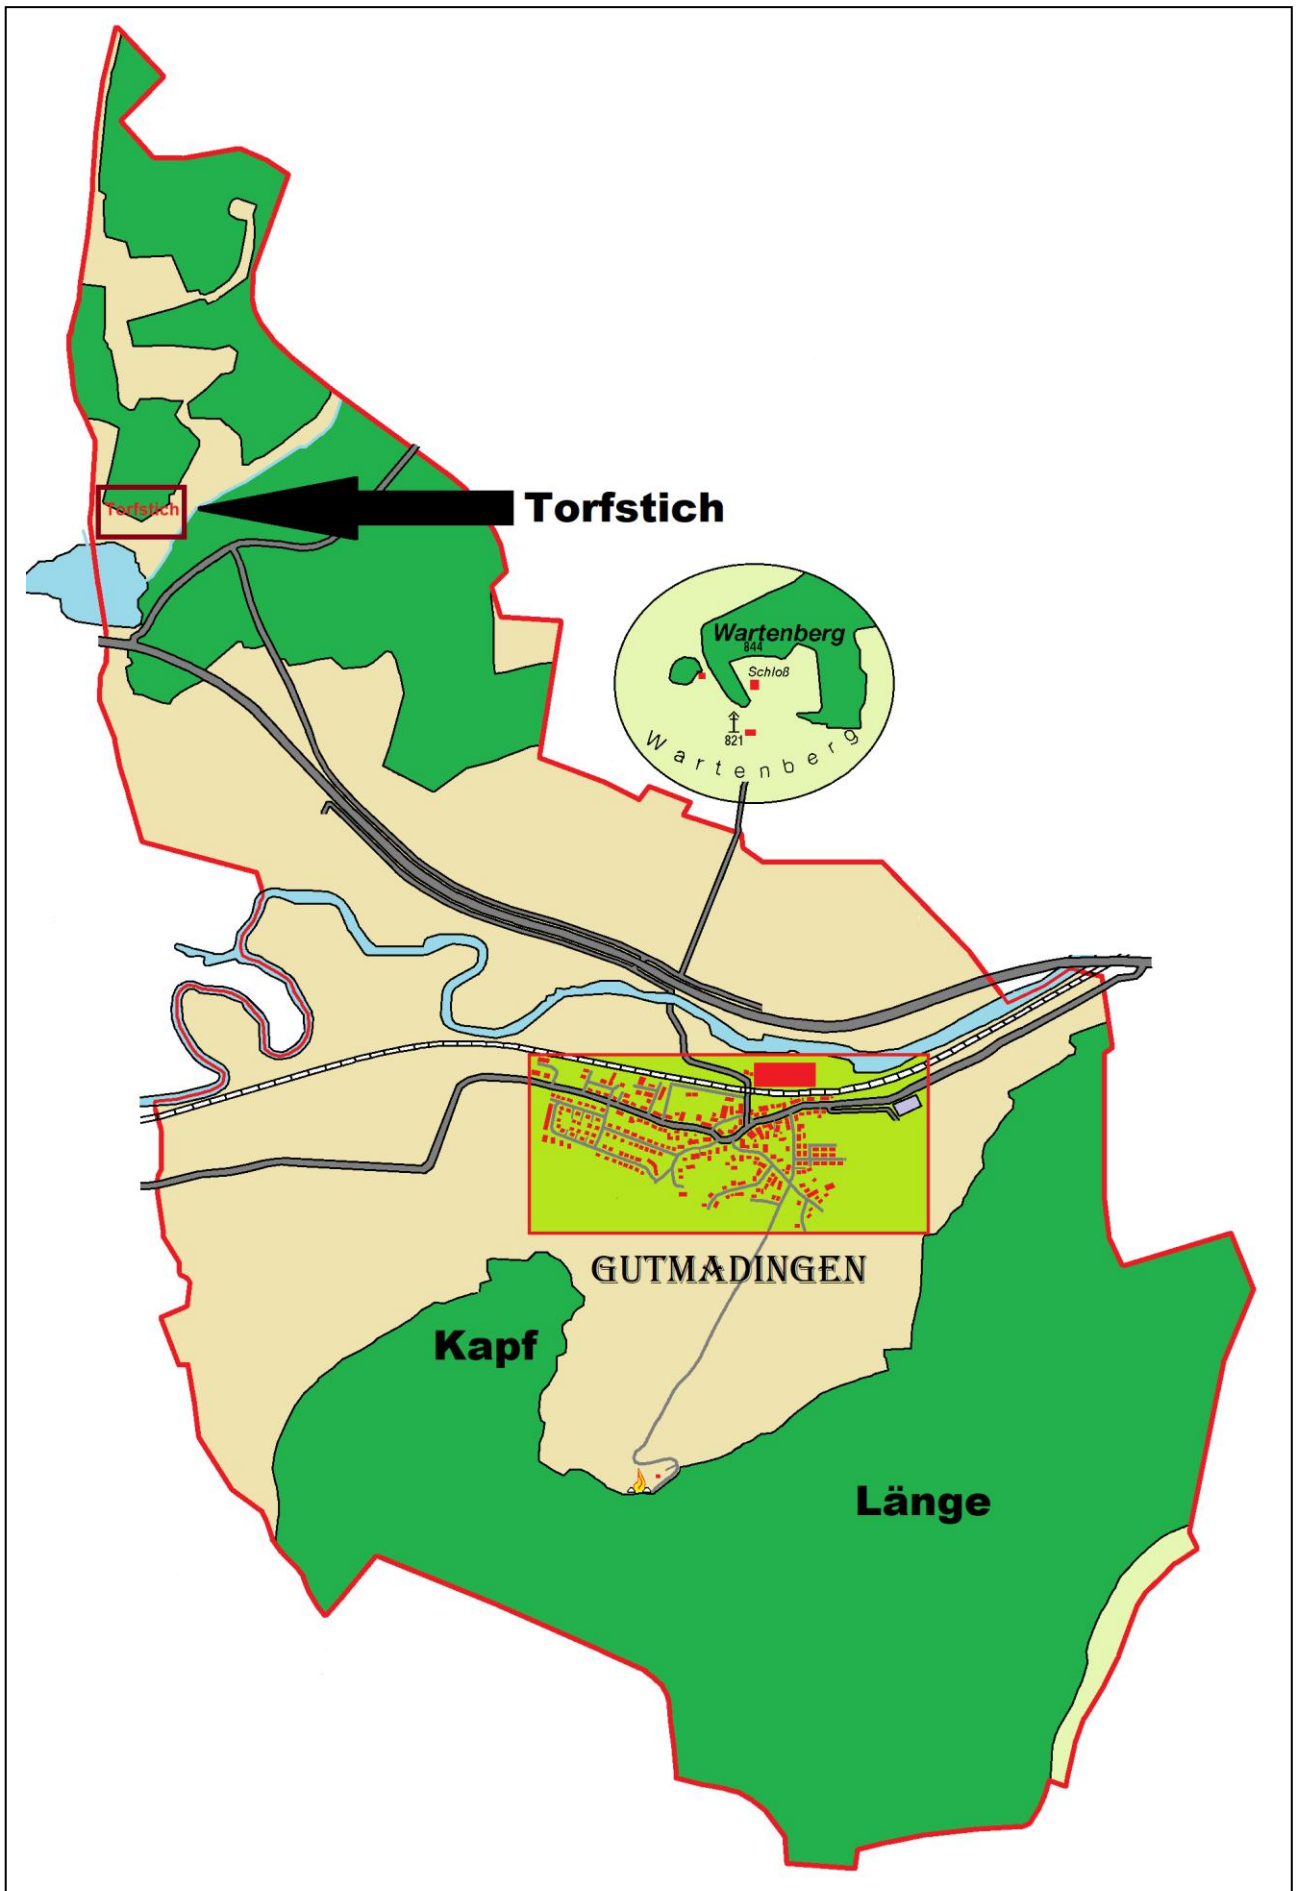 Torfstich
Torfstich
Wartenberg
844
Schloß
821
Wartenberg
GUTMADINGEN
Kapf
Länge